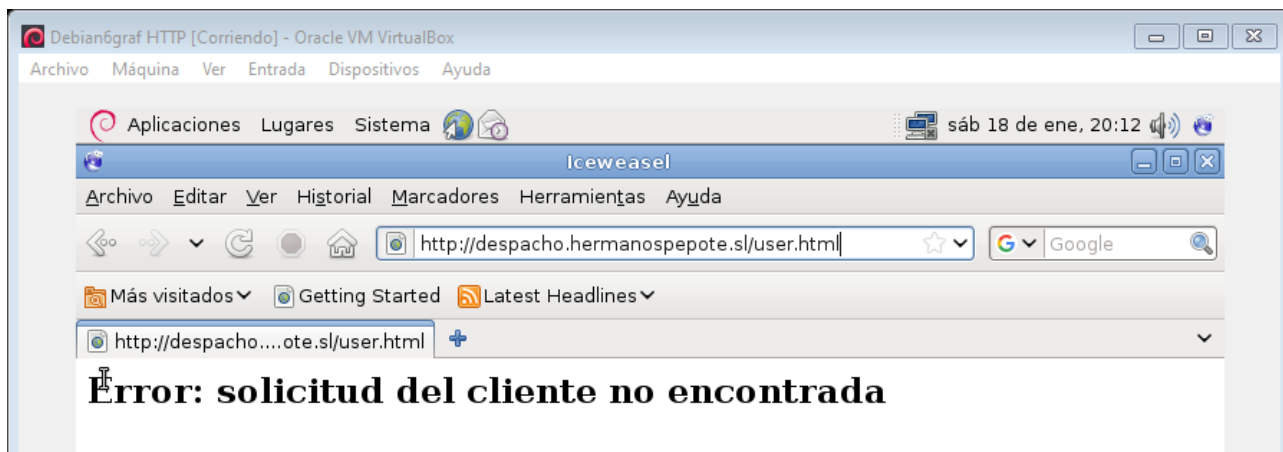 Debian6graf HTTP [Corriendo] - Oracle VM VirtualBox
Archivo Máquina Ver Entrada Dispositivos Ayuda
Aplicaciones Lugares Sistema sáb 18 de ene, 20:12
Iceweasel
Archivo Editar Ver Historial Marcadores Herramientas Ayuda
http://despacho.hermanospepote.sl/user.html G Google
Más visitados Getting Started Latest Headlines
http://despacho....ote.sl/user.html
Error: solicitud del cliente no encontrada